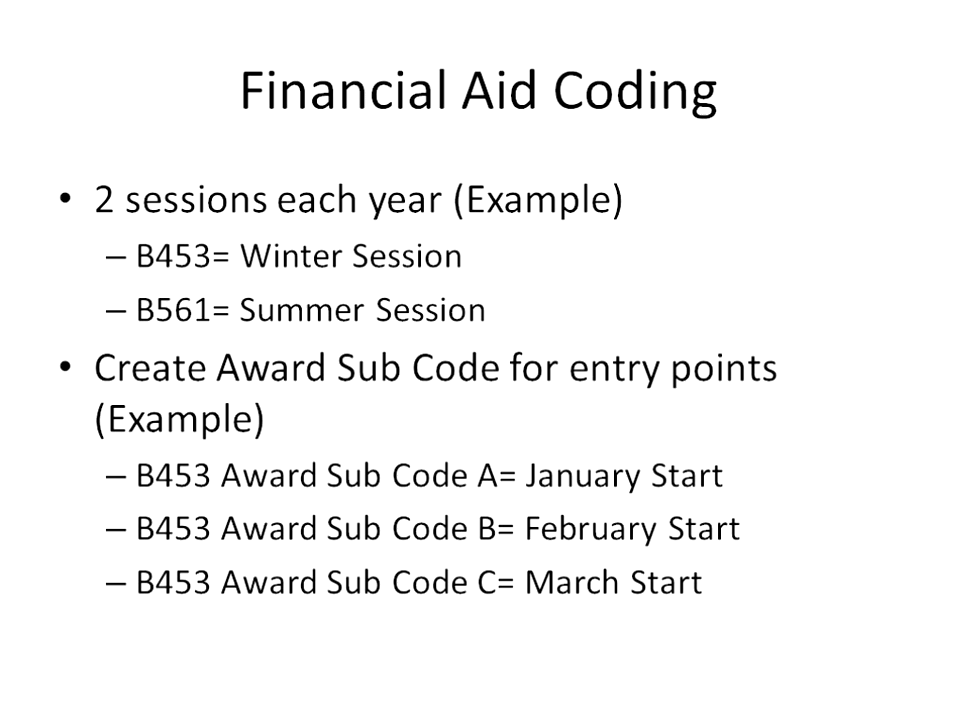 Financial Aid Coding
• 2 sessions each year (Example)
– B453= Winter Session
– B561= Summer Session
• Create Award Sub Code for entry points
(Example)
– B453 Award Sub Code A= January Start
– B453 Award Sub Code B= February Start
– B453 Award Sub Code C= March Start